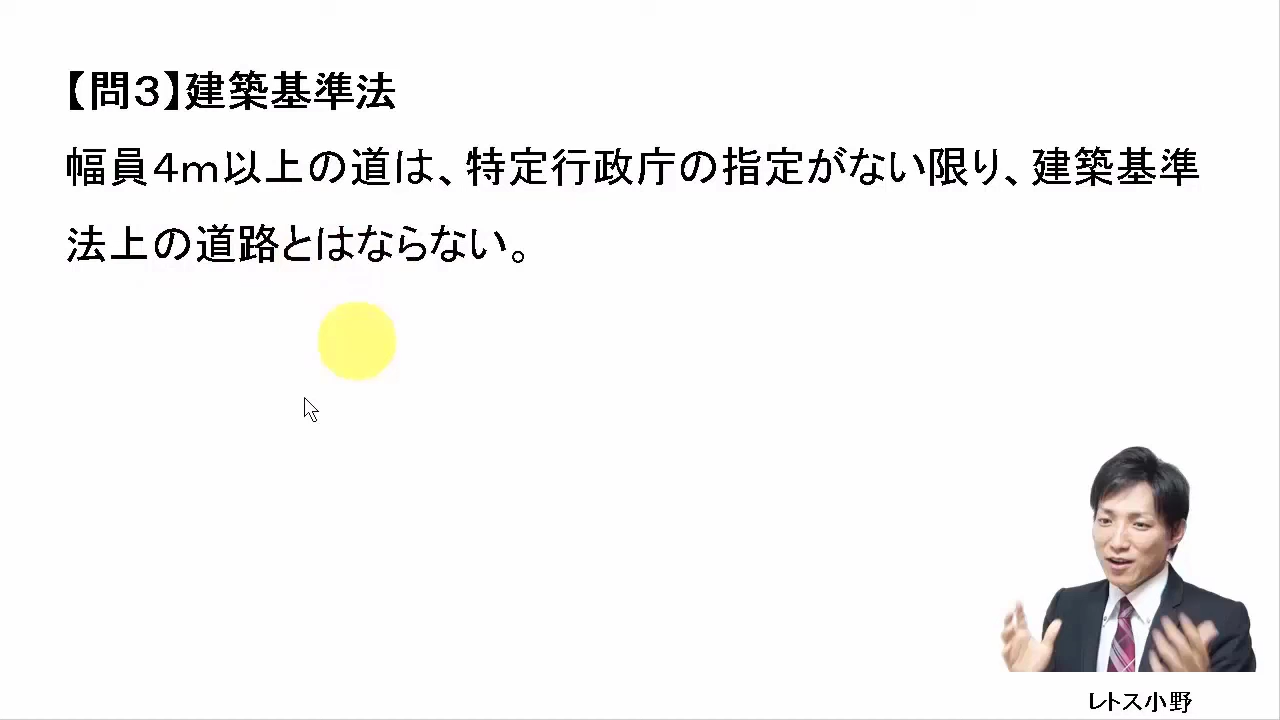 【問３】建築基準法
幅員４ｍ以上の道は、特定行政庁の指定がない限り、建築基準
法上の道路とはならない。
レトス小野